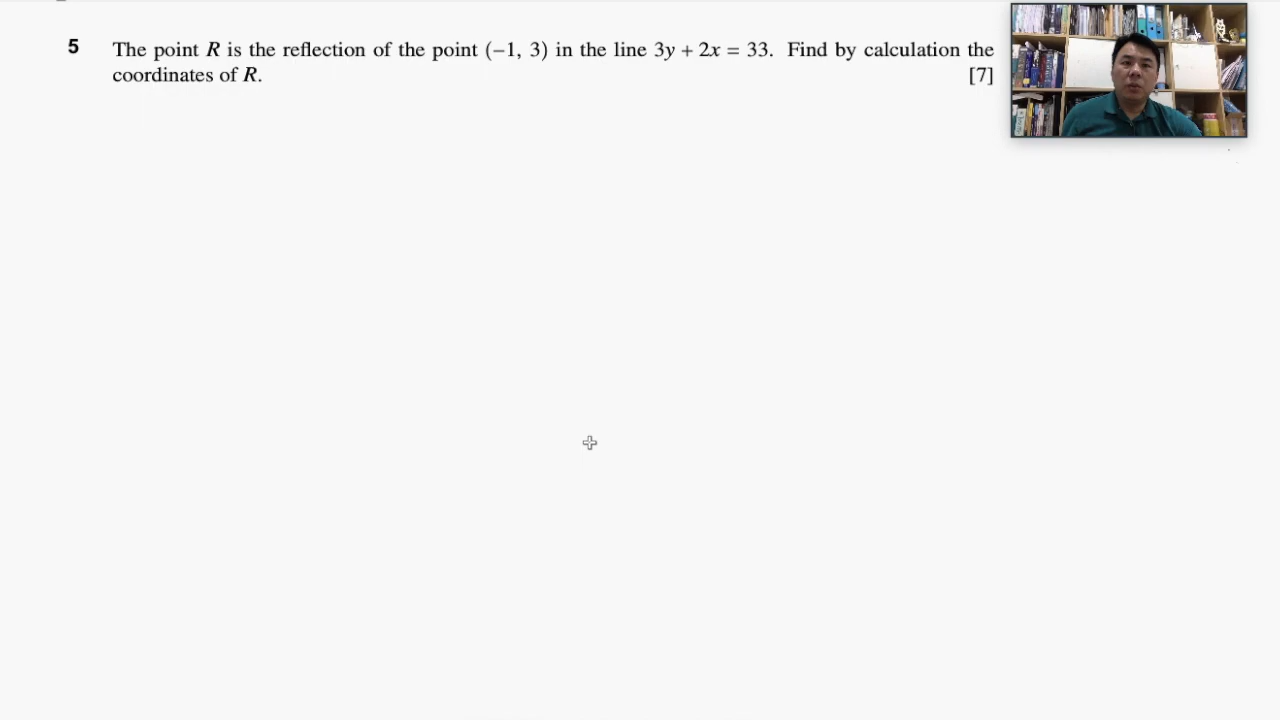 5 The point R is the reflection of the point (−1, 3) in the line 3y + 2x = 33. Find by calculation the
coordinates of R. [7]